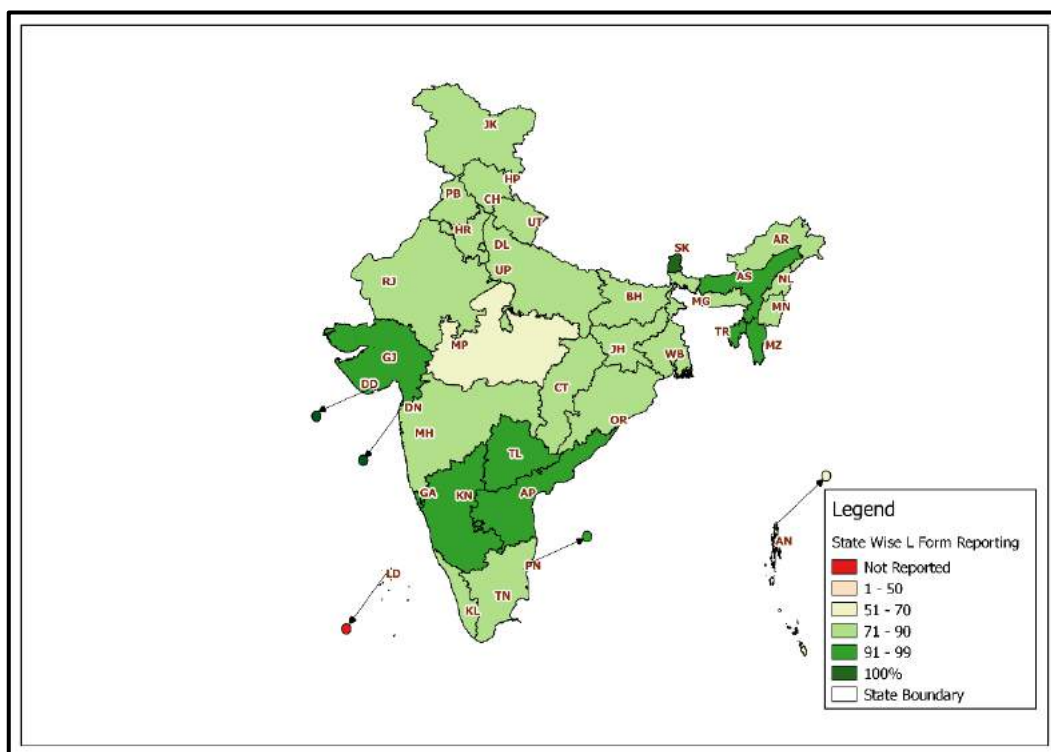 JK
HP
PB
CH
UT
HR
DL
SK
AR
UP
AS
NL
RJ
BH
MG
MN
TR
MZ
GJ
MP
JH
WB
DD
CT
DN
OR
MH
TL
GA
KN
AP
AN
PN
LD
TN
KL
Legend
State Wise L Form Reporting
Not Reported
1 - 50
51 - 70
71 - 90
91 - 99
100%
State Boundary